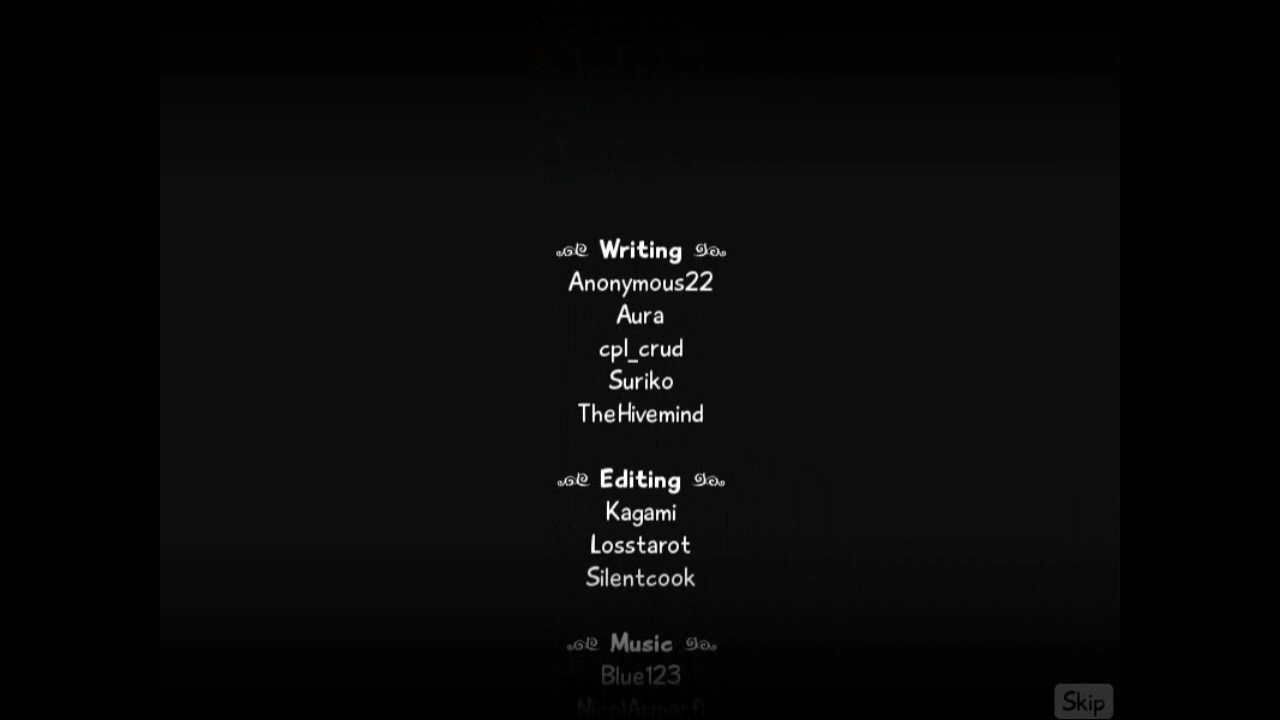 Writing
Anonymous22
Aura
cpl_crud
Suriko
TheHivemind
Editing
Kagami
Losstarot
Silentcook
Music
Blue123
Skip